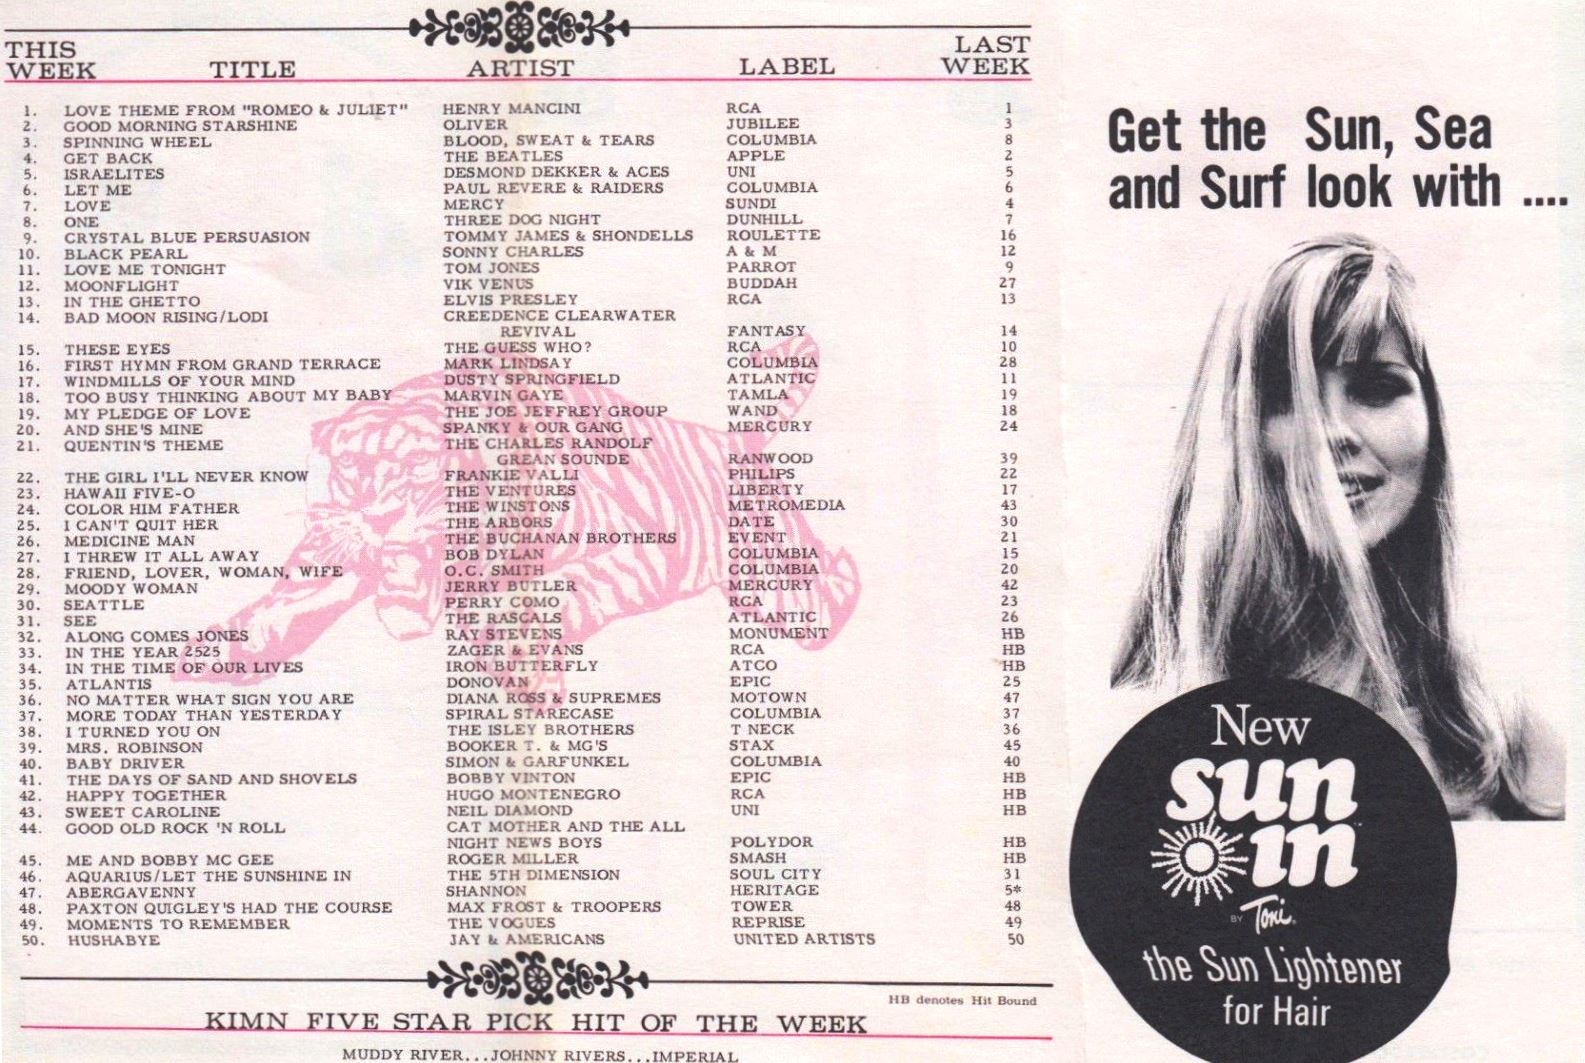 THIS WEEK TITLE ARTIST LABEL LAST WEEK
1. LOVE THEME FROM "ROMEO & JULIET" HENRY MANCINI RCA 1
2. GOOD MORNING STARSHINE OLIVER JUBILEE 3
3. SPINNING WHEEL BLOOD, SWEAT & TEARS COLUMBIA 8
4. GET BACK THE BEATLES APPLE 2
5. ISRAELITES DESMOND DEKKER & ACES UNI 5
6. LET ME PAUL REVERE & RAIDERS COLUMBIA 6
7. LOVE MERCY SUNDI 4
8. ONE THREE DOG NIGHT DUNHILL 7
9. CRYSTAL BLUE PERSUASION TOMMY JAMES & SHONDELLS ROULETTE 16
10. BLACK PEARL SONNY CHARLES A & M 12
11. LOVE ME TONIGHT TOM JONES PARROT 9
12. MOONFLIGHT VIK VENUS BUDDAH 27
13. IN THE GHETTO ELVIS PRESLEY RCA 13
14. BAD MOON RISING/LODI CREEDENCE CLEARWATER
REVIVAL FANTASY 14
15. THESE EYES THE GUESS WHO? RCA 10
16. FIRST HYMN FROM GRAND TERRACE MARK LINDSAY COLUMBIA 28
17. WINDMILLS OF YOUR MIND DUSTY SPRINGFIELD ATLANTIC 11
18. TOO BUSY THINKING ABOUT MY BABY MARVIN GAYE TAMLA 19
19. MY PLEDGE OF LOVE THE JOE JEFFREY GROUP WAND 18
20. AND SHE'S MINE SPANKY & OUR GANG MERCURY 24
21. QUENTIN'S THEME THE CHARLES RANDOLF
GREAN SOUNDE RANWOOD 39
22. THE GIRL I'LL NEVER KNOW FRANKIE VALLI PHILIPS 22
23. HAWAII FIVE-O THE VENTURES LIBERTY 17
24. COLOR HIM FATHER THE WINSTONS METROMEDIA 43
25. I CAN'T QUIT HER THE ARBORS DATE 30
26. MEDICINE MAN THE BUCHANAN BROTHERS EVENT 21
27. I THREW IT ALL AWAY BOB DYLAN COLUMBIA 15
28. FRIEND, LOVER, WOMAN, WIFE O.C. SMITH COLUMBIA 20
29. MOODY WOMAN JERRY BUTLER MERCURY 42
30. SEATTLE PERRY COMO RCA 23
31. SEE THE RASCALS ATLANTIC 26
32. ALONG COMES JONES RAY STEVENS MONUMENT HB
33. IN THE YEAR 2525 ZAGER & EVANS RCA HB
34. IN THE TIME OF OUR LIVES IRON BUTTERFLY ATCO HB
35. ATLANTIS DONOVAN EPIC 25
36. NO MATTER WHAT SIGN YOU ARE DIANA ROSS & SUPREMES MOTOWN 47
37. MORE TODAY THAN YESTERDAY SPIRAL STARECASE COLUMBIA 37
38. I TURNED YOU ON THE ISLEY BROTHERS T NECK 36
39. MRS. ROBINSON BOOKER T. & MG'S STAX 45
40. BABY DRIVER SIMON & GARFUNKEL COLUMBIA 40
41. THE DAYS OF SAND AND SHOVELS BOBBY VINTON EPIC HB
42. HAPPY TOGETHER HUGO MONTENEGRO RCA HB
43. SWEET CAROLINE NEIL DIAMOND UNI HB
44. GOOD OLD ROCK 'N ROLL CAT MOTHER AND THE ALL
NIGHT NEWS BOYS POLYDOR HB
45. ME AND BOBBY MC GEE ROGER MILLER SMASH HB
46. AQUARIUS/LET THE SUNSHINE IN THE 5TH DIMENSION SOUL CITY 31
47. ABERGAVENNY SHANNON HERITAGE 5*
48. PAXTON QUIGLEY'S HAD THE COURSE MAX FROST & TROOPERS TOWER 48
49. MOMENTS TO REMEMBER THE VOGUES REPRISE 49
50. HUSHABYE JAY & AMERICANS UNITED ARTISTS 50
HB denotes Hit Bound
KIMN FIVE STAR PICK HIT OF THE WEEK
MUDDY RIVER...JOHNNY RIVERS...IMPERIAL
Get the Sun, Sea
and Surf look with ....
New
sun
in
BY Toni.
the Sun Lightener
for Hair